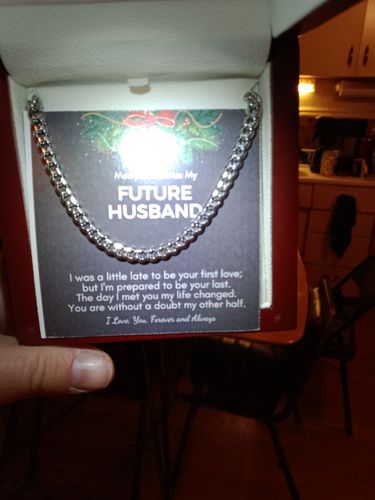 My
FUTURE
HUSBAND
I was a little late to be your first love;
but I'm prepared to be your last.
The day I met you my life changed.
You are without a doubt my other half.
I Love, You, Forever and Always